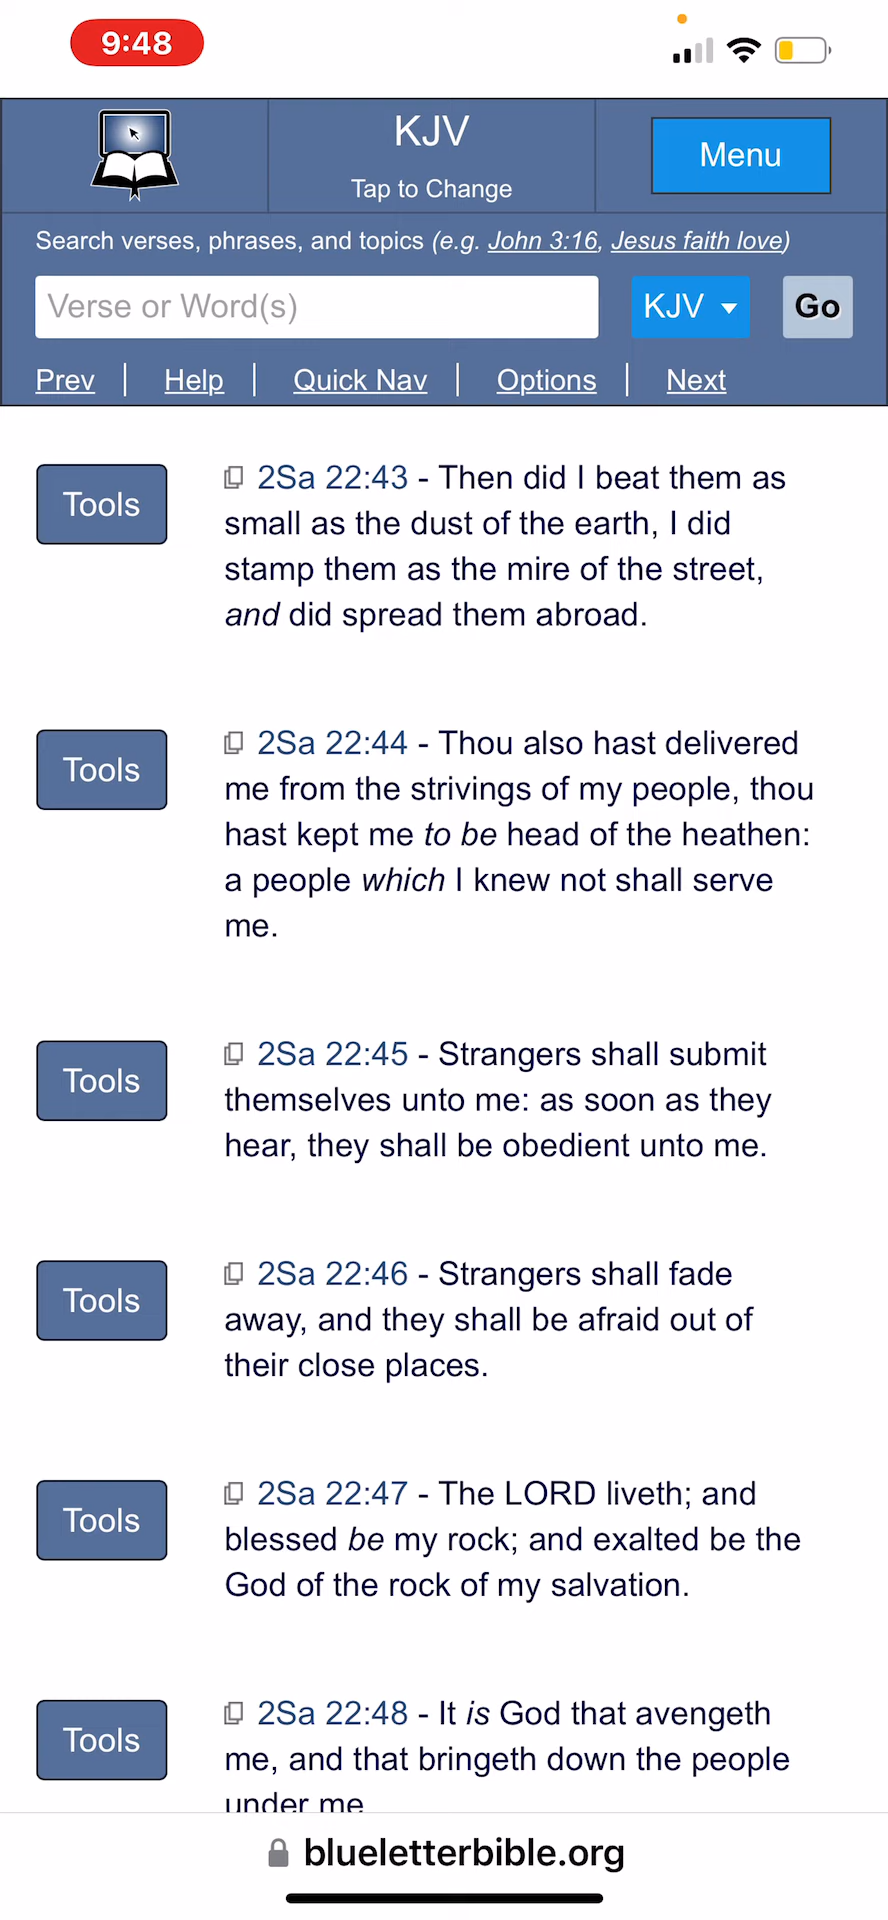 9:48
KJV
Tap to Change
Menu
Search verses, phrases, and topics (e.g. John 3:16, Jesus faith love)
Verse or Word(s)
KJV
Go
Prev | Help | Quick Nav | Options | Next
Tools
2Sa 22:43 - Then did I beat them as
small as the dust of the earth, I did
stamp them as the mire of the street,
and did spread them abroad.
Tools
2Sa 22:44 - Thou also hast delivered
me from the strivings of my people, thou
hast kept me to be head of the heathen:
a people which I knew not shall serve
me.
Tools
2Sa 22:45 - Strangers shall submit
themselves unto me: as soon as they
hear, they shall be obedient unto me.
Tools
2Sa 22:46 - Strangers shall fade
away, and they shall be afraid out of
their close places.
Tools
2Sa 22:47 - The LORD liveth; and
blessed be my rock; and exalted be the
God of the rock of my salvation.
Tools
2Sa 22:48 - It is God that avengeth
me, and that bringeth down the people
under me
blueletterbible.org